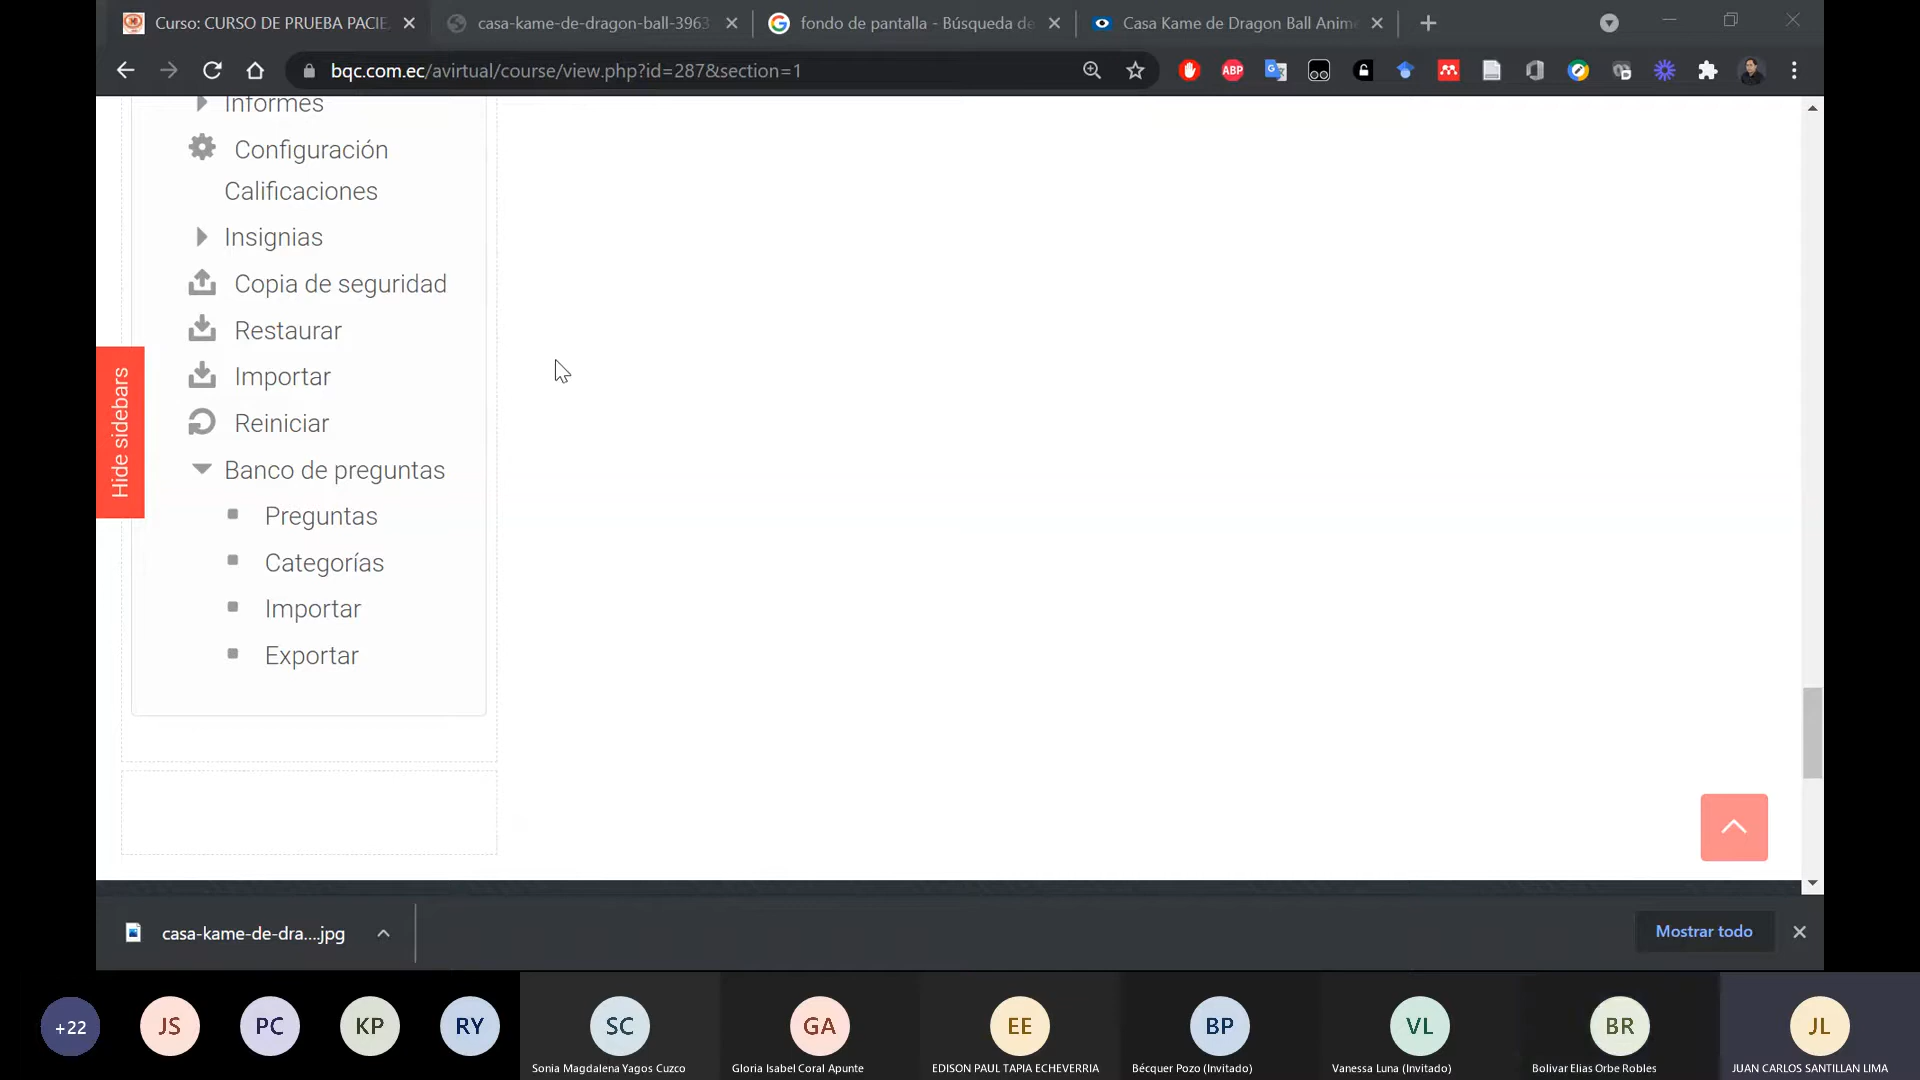 Curso: CURSO DE PRUEBA PACIE
casa-kame-de-dragon-ball-3963
fondo de pantalla - Búsqueda de
Casa Kame de Dragon Ball Anime
bqc.com.ec/avirtual/course/view.php?id=287&section=1
ABP
Informes
Configuración
Calificaciones
Insignias
Copia de seguridad
Restaurar
Importar
Reiniciar
Banco de preguntas
Preguntas
Categorías
Importar
Exportar
Hide sidebars
casa-kame-de-dra....jpg
Mostrar todo
+22
JS
PC
KP
RY
SC
GA
EE
BP
VL
BR
JL
Sonia Magdalena Yagos Cuzco
Gloria Isabel Coral Apunte
EDISON PAUL TAPIA ECHEVERRIA
Bécquer Pozo (Invitado)
Vanessa Luna (Invitado)
Bolivar Elias Orbe Robles
JUAN CARLOS SANTILLAN LIMA